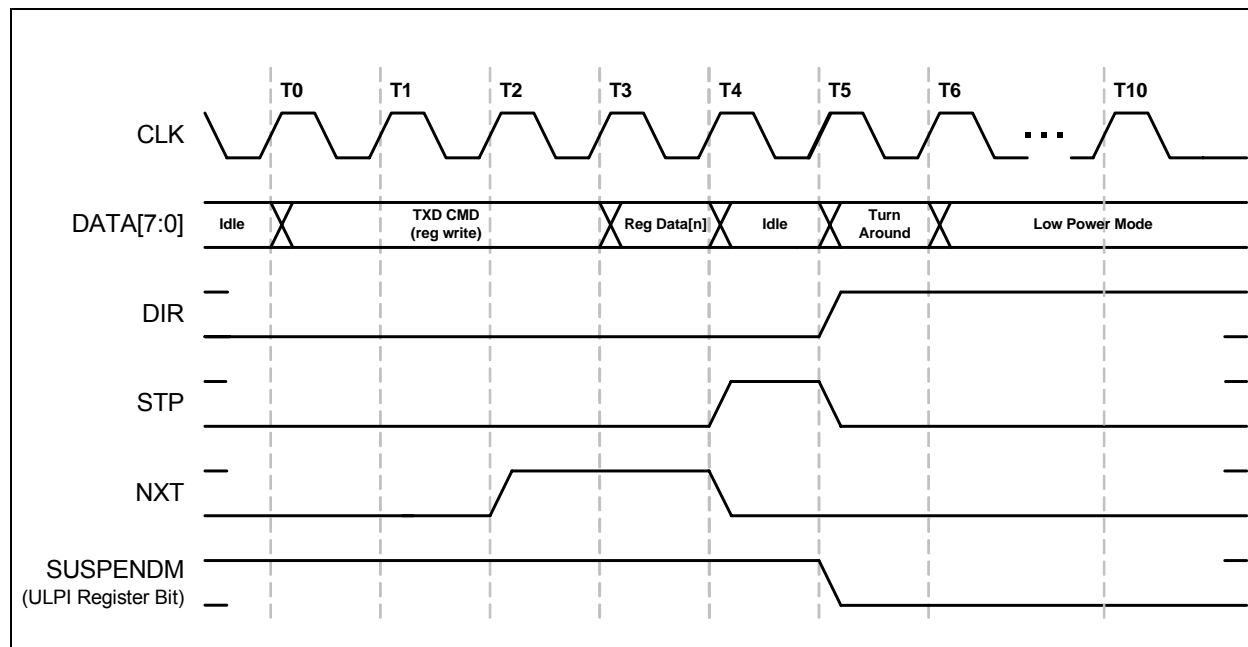 T0 T1 T2 T3 T4 T5 T6 T10
CLK
...
DATA[7:0]
Idle
TXD CMD
(reg write)
Reg Data[n]
Idle
Turn
Around
Low Power Mode
DIR
STP
NXT
SUSPENDM
(ULPI Register Bit)